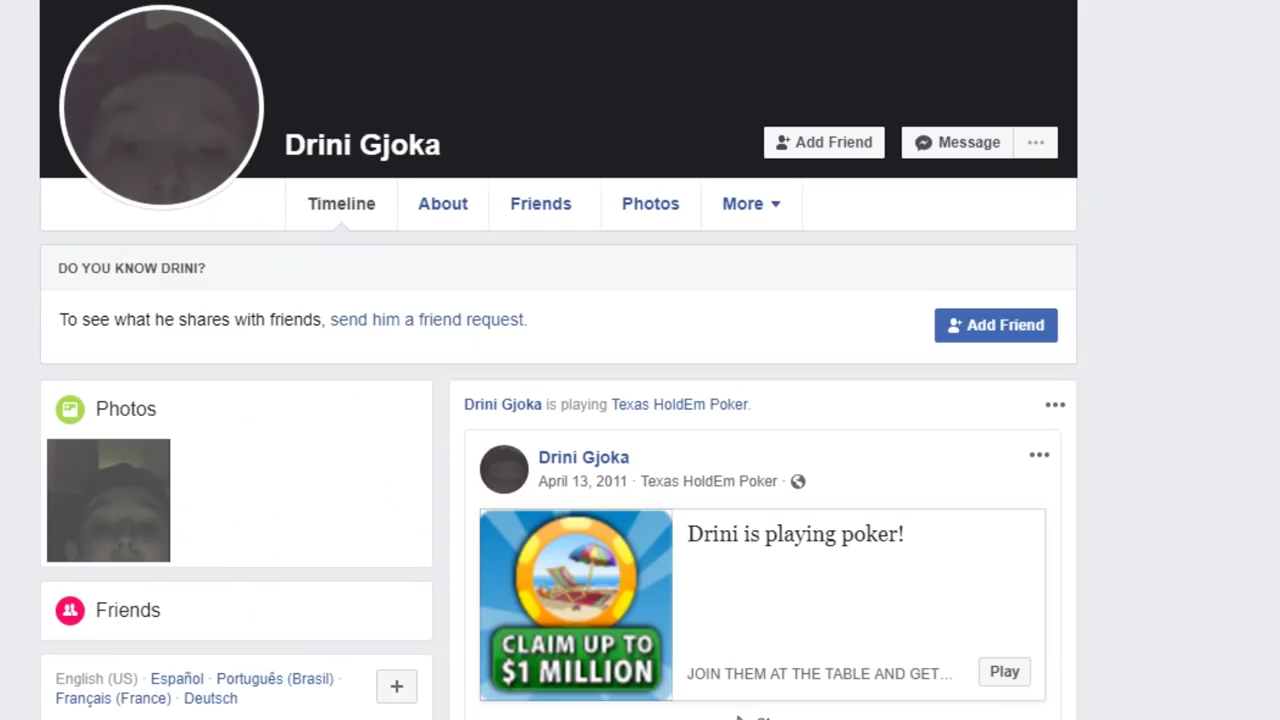 Drini Gjoka
Add Friend
Message
Timeline
About
Friends
Photos
More
DO YOU KNOW DRINI?
To see what he shares with friends, send him a friend request.
Add Friend
Photos
Friends
English (US) · Español · Português (Brasil) ·
Français (France) · Deutsch
Drini Gjoka is playing Texas HoldEm Poker.
Drini Gjoka
April 13, 2011 · Texas HoldEm Poker ·
CLAIM UP TO
$1 MILLION
Drini is playing poker!
JOIN THEM AT THE TABLE AND GET...
Play